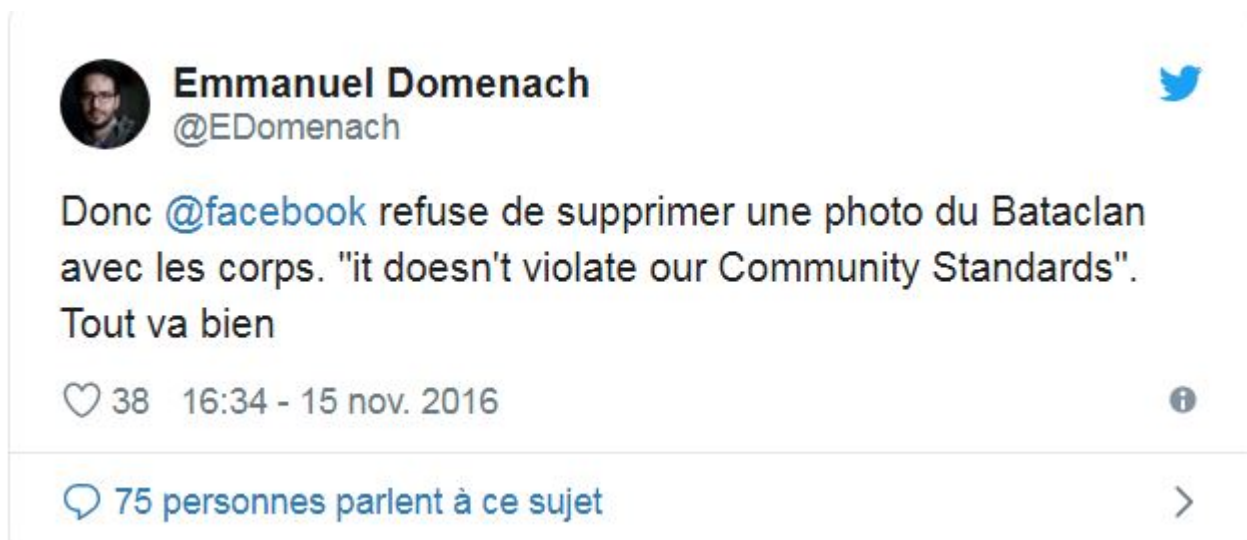 Emmanuel Domenach
@EDomenach
Donc @facebook refuse de supprimer une photo du Bataclan
avec les corps. "it doesn't violate our Community Standards".
Tout va bien
38 16:34 - 15 nov. 2016
75 personnes parlent à ce sujet